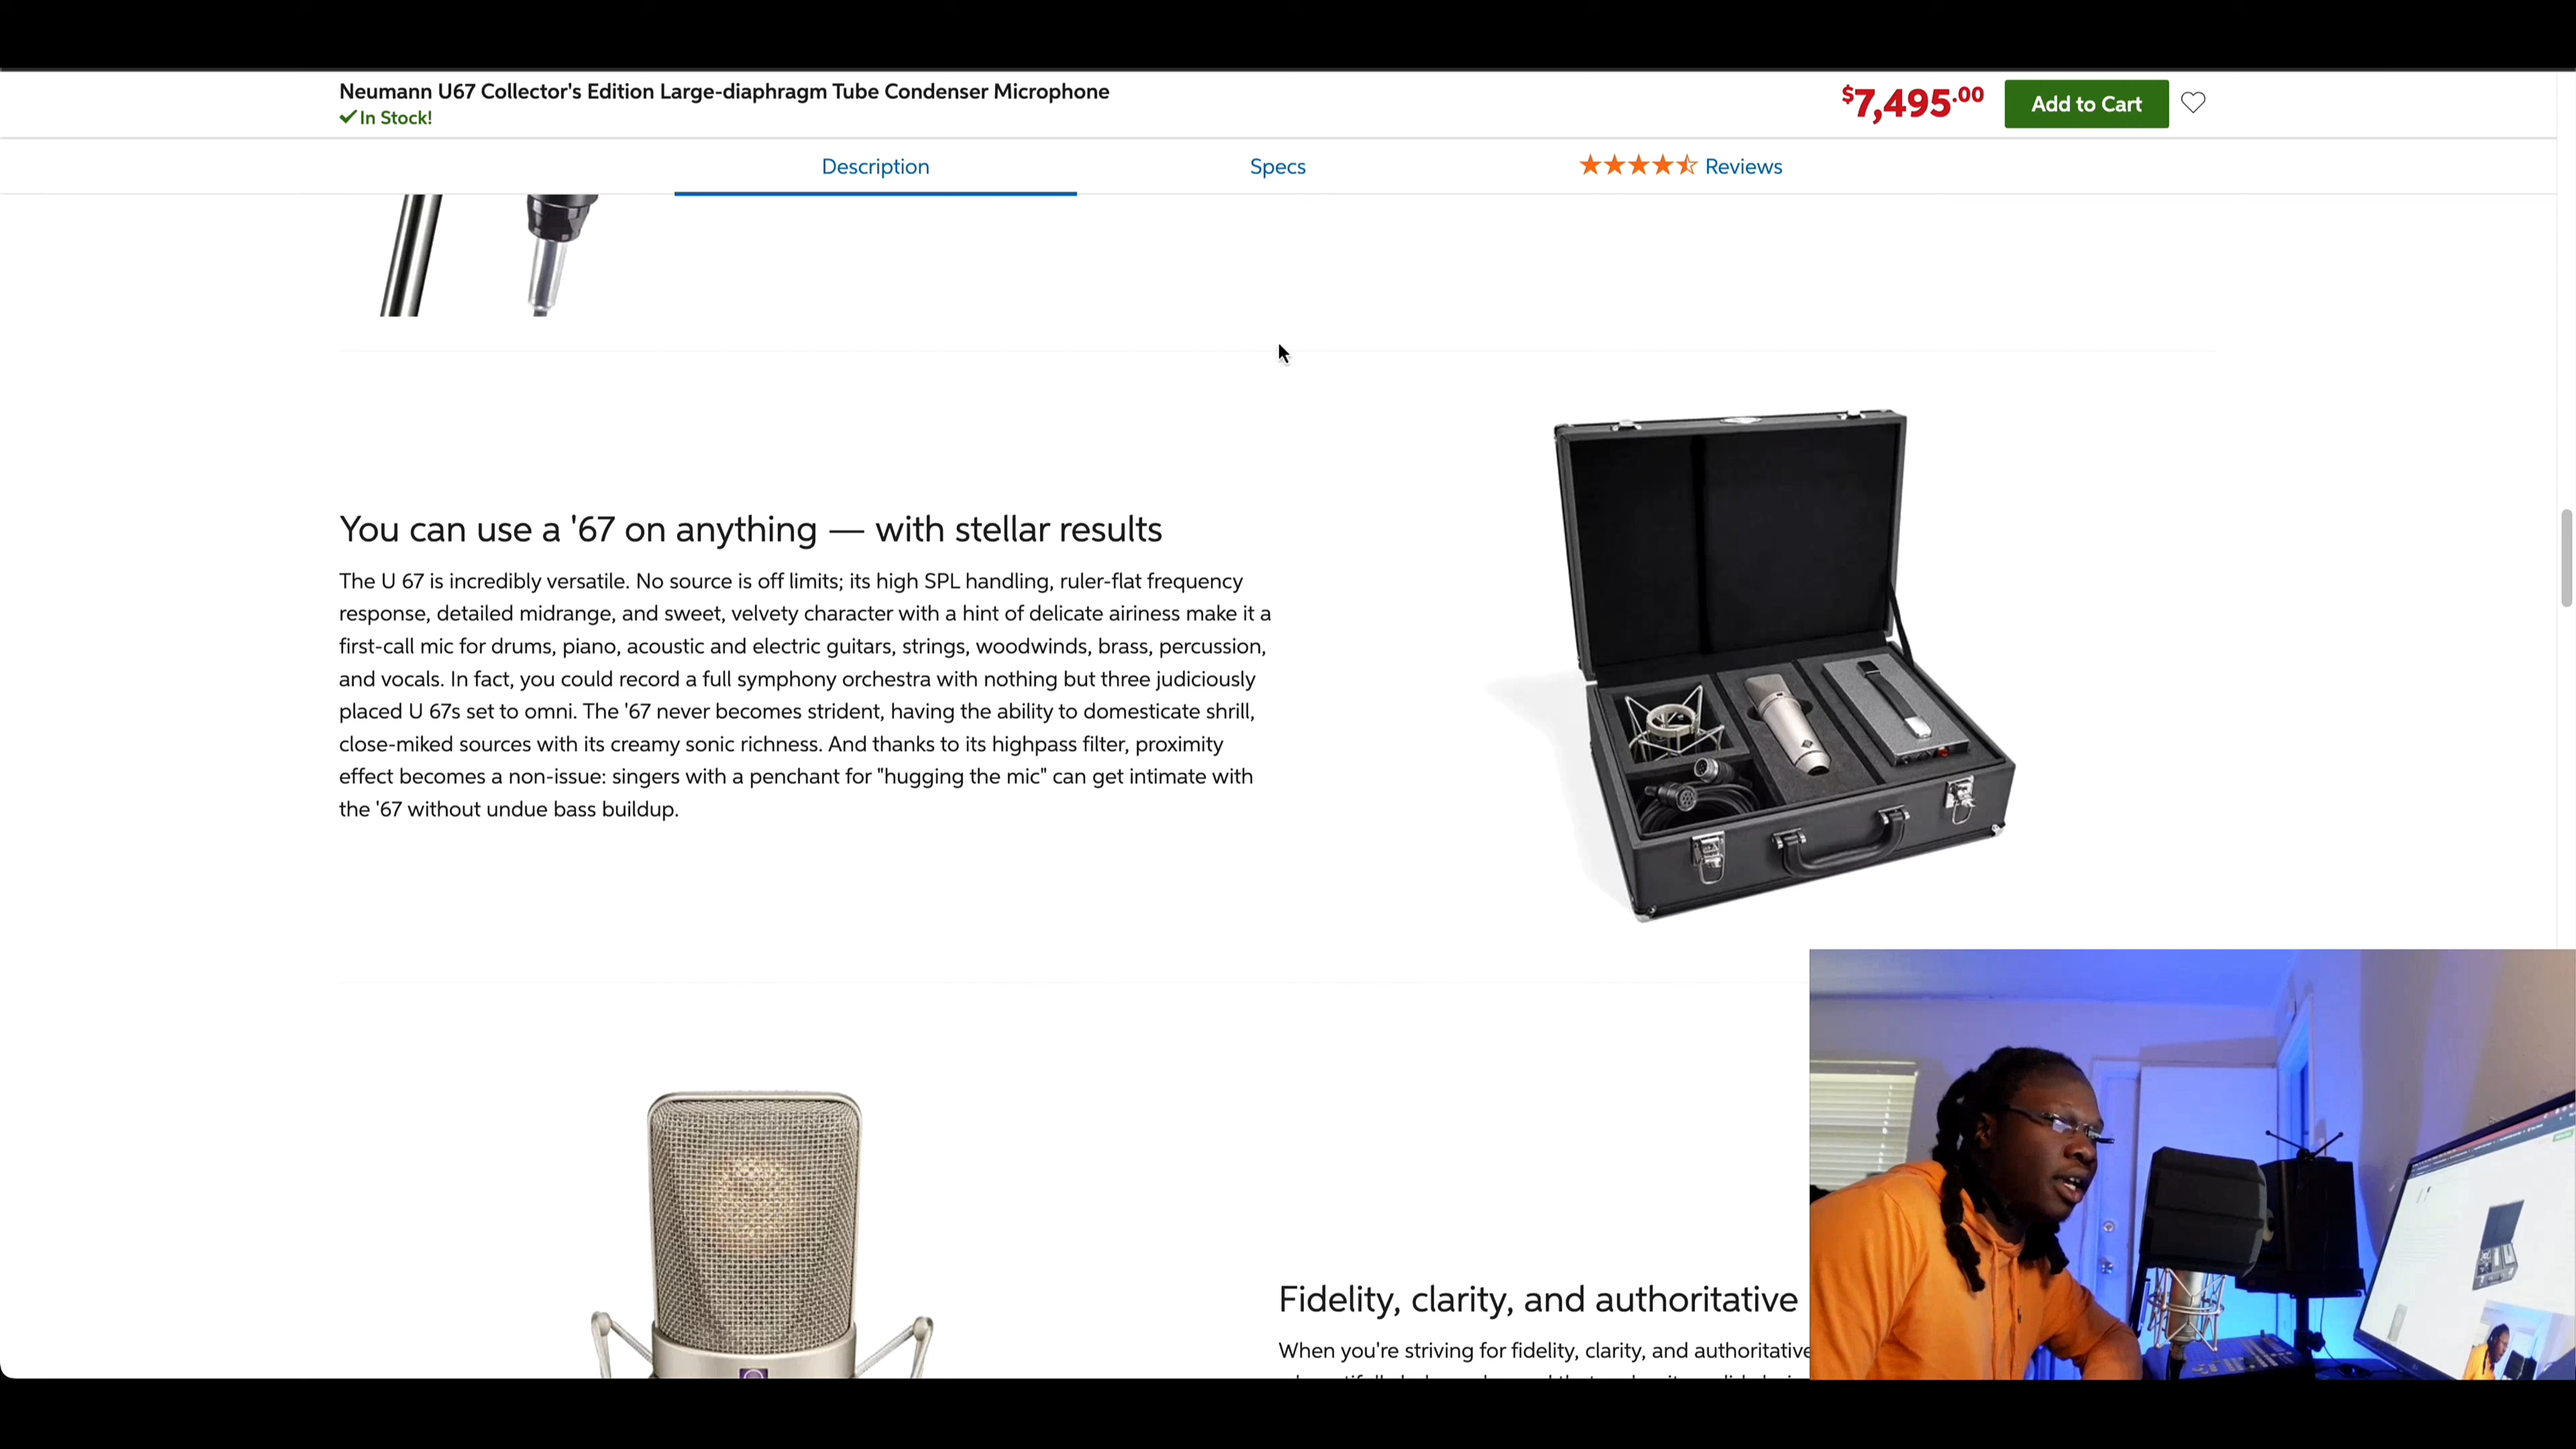 Neumann U67 Collector's Edition Large-diaphragm Tube Condenser Microphone
In Stock!
$7,495.00
Add to Cart
Description
Specs
Reviews
You can use a '67 on anything — with stellar results
The U 67 is incredibly versatile. No source is off limits; its high SPL handling, ruler-flat frequency
response, detailed midrange, and sweet, velvety character with a hint of delicate airiness make it a
first-call mic for drums, piano, acoustic and electric guitars, strings, woodwinds, brass, percussion,
and vocals. In fact, you could record a full symphony orchestra with nothing but three judiciously
placed U 67s set to omni. The '67 never becomes strident, having the ability to domesticate shrill,
close-miked sources with its creamy sonic richness. And thanks to its highpass filter, proximity
effect becomes a non-issue: singers with a penchant for "hugging the mic" can get intimate with
the '67 without undue bass buildup.
Fidelity, clarity, and authoritative
When you're striving for fidelity, clarity, and authoritative